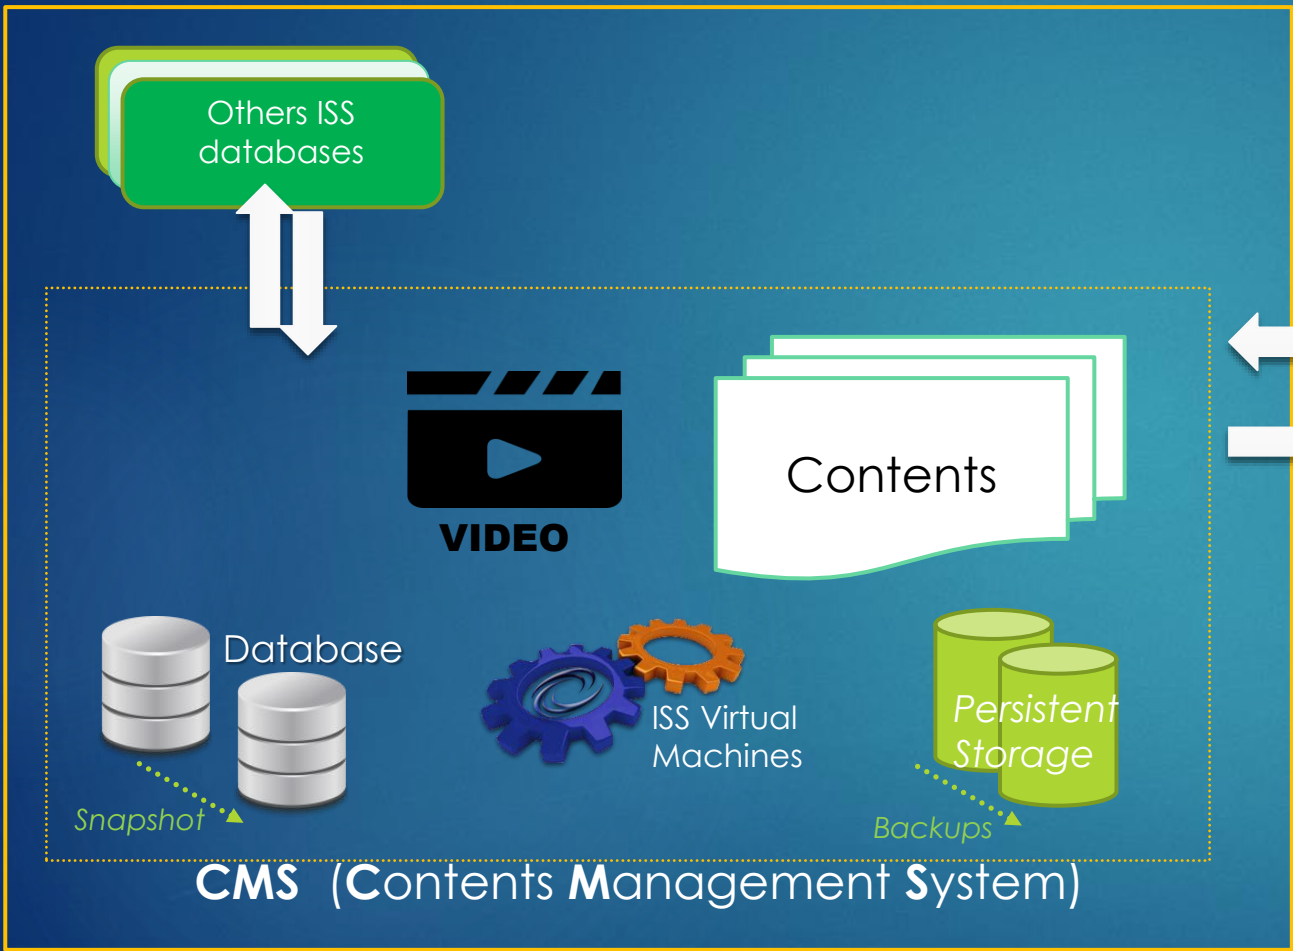 Others ISS
databases
Contents
VIDEO
Database
ISS Virtual
Machines
Persistent
Storage
Snapshot
Backups
CMS (Contents Management System)